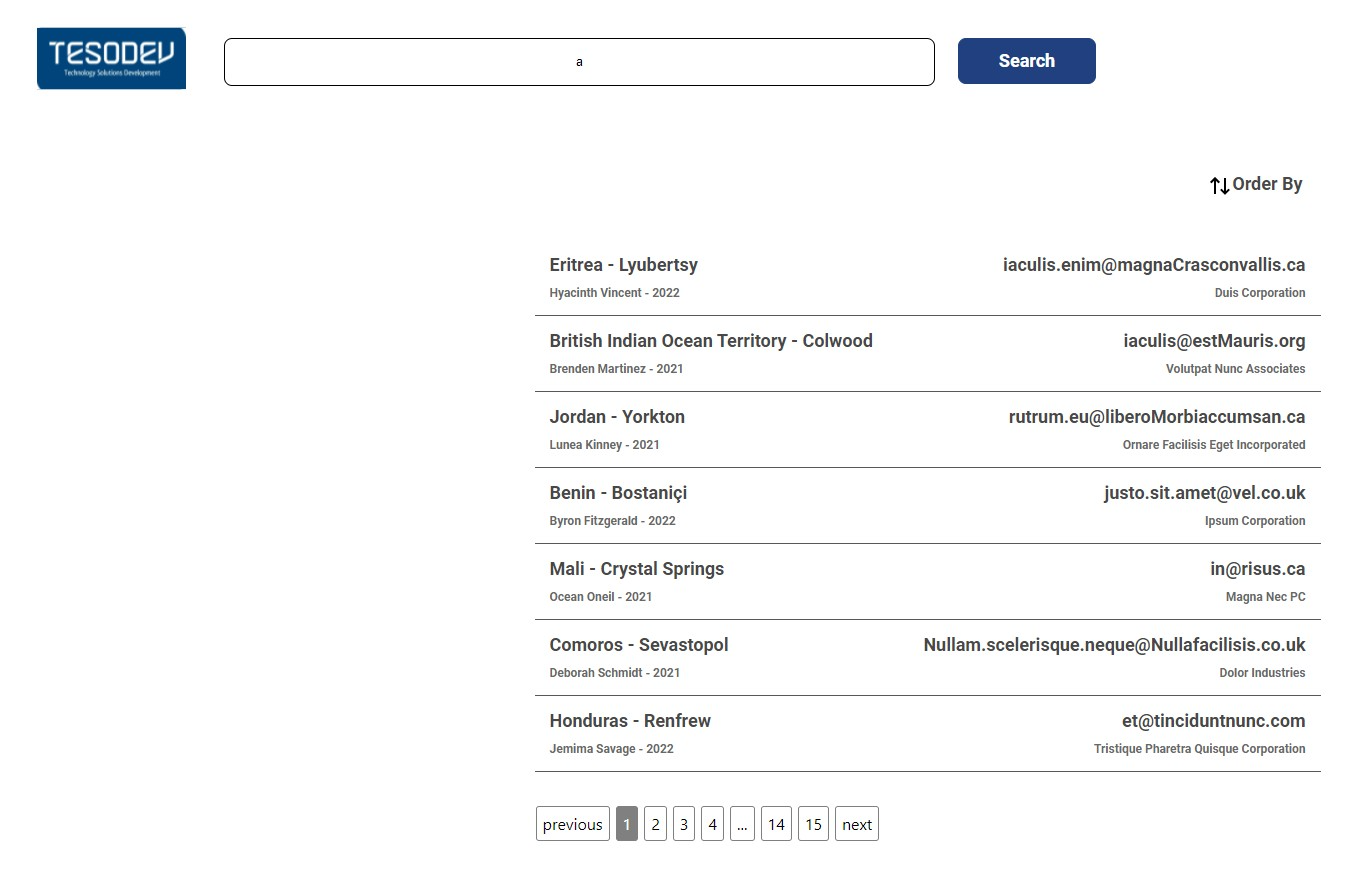 TESODEV
Technology Solutions Development
a
Search
Order By
Eritrea - Lyubertsy
iaculis.enim@magnaCrasconvallis.ca
Hyacinth Vincent - 2022
Duis Corporation
British Indian Ocean Territory - Colwood
iaculis@estMauris.org
Brenden Martinez - 2021
Volutpat Nunc Associates
Jordan - Yorkton
rutrum.eu@liberoMorbiaccumsan.ca
Lunea Kinney - 2021
Ornare Facilisis Eget Incorporated
Benin - Bostaniçi
justo.sit.amet@vel.co.uk
Byron Fitzgerald - 2022
Ipsum Corporation
Mali - Crystal Springs
in@risus.ca
Ocean Oneil - 2021
Magna Nec PC
Comoros - Sevastopol
Nullam.scelerisque.neque@Nullafacilisis.co.uk
Deborah Schmidt - 2021
Dolor Industries
Honduras - Renfrew
et@tinciduntnunc.com
Jemima Savage - 2022
Tristique Pharetra Quisque Corporation
previous 1 2 3 4 ... 14 15 next